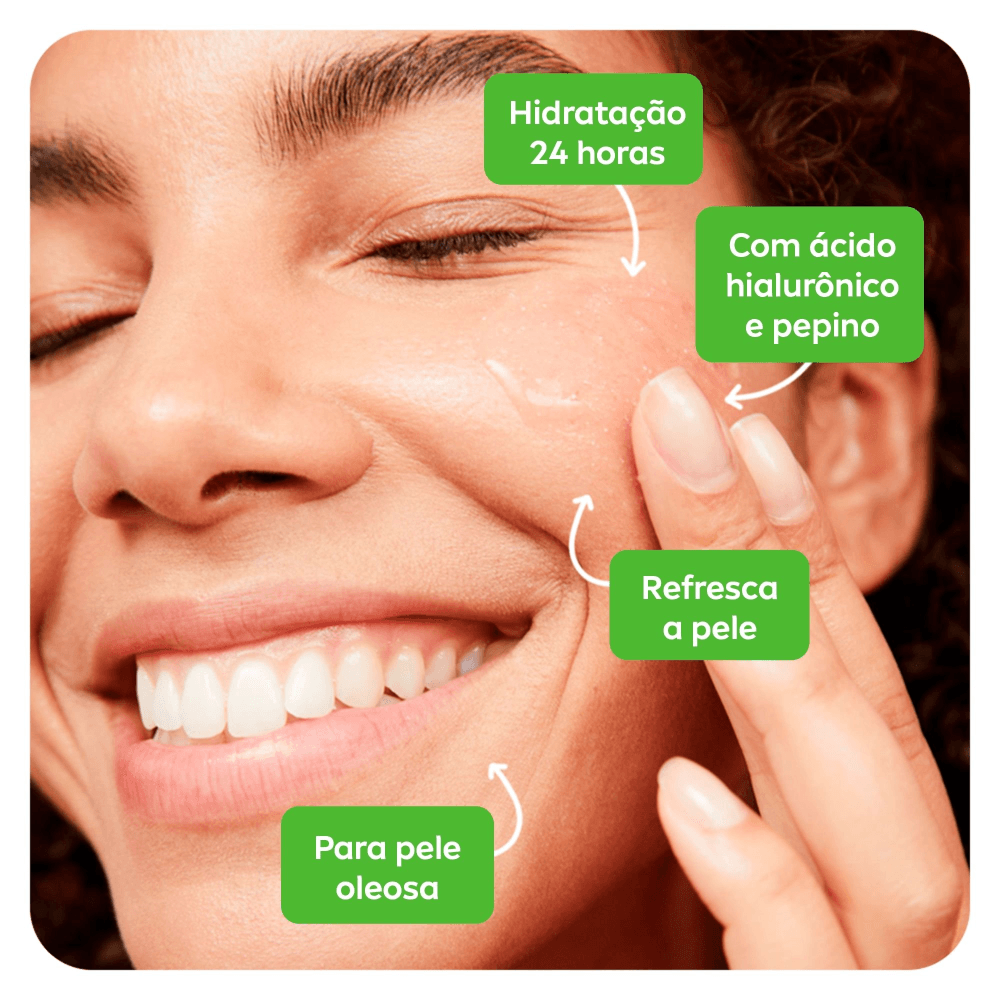 Hidratação
24 horas
Com ácido
hialurônico
e pepino
Refresca
a pele
Para pele
oleosa